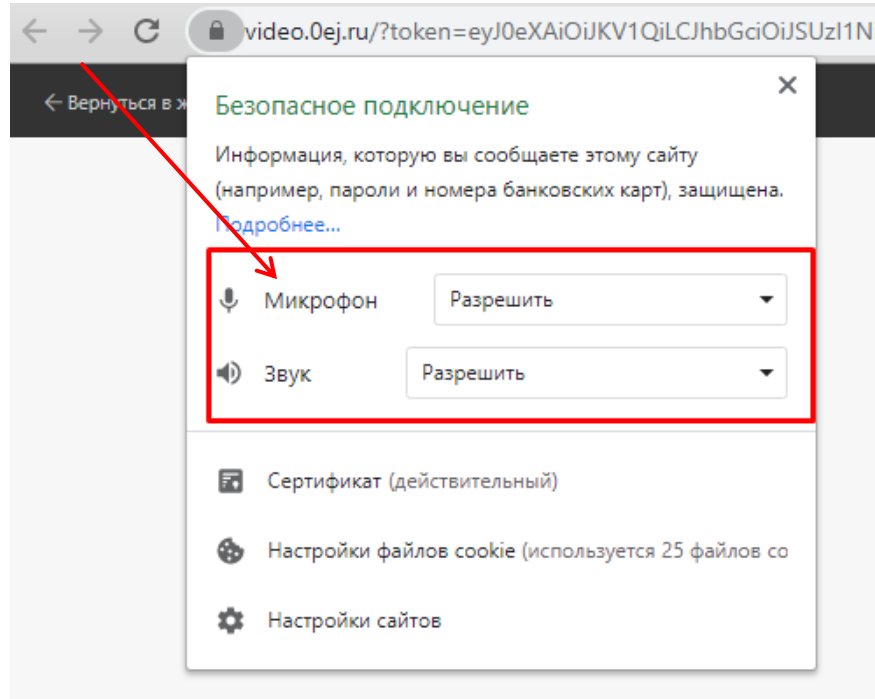 video.0ej.ru/?token=eyJ0eXAiOiJKV1QiLCJhbGciOiJSUzI1N
← Вернуться в ж
Безопасное подключение
Информация, которую вы сообщаете этому сайту
(например, пароли и номера банковских карт), защищена.
Подробнее...
Микрофон Разрешить
Звук Разрешить
Сертификат (действительный)
Настройки файлов cookie (используется 25 файлов co
Настройки сайтов